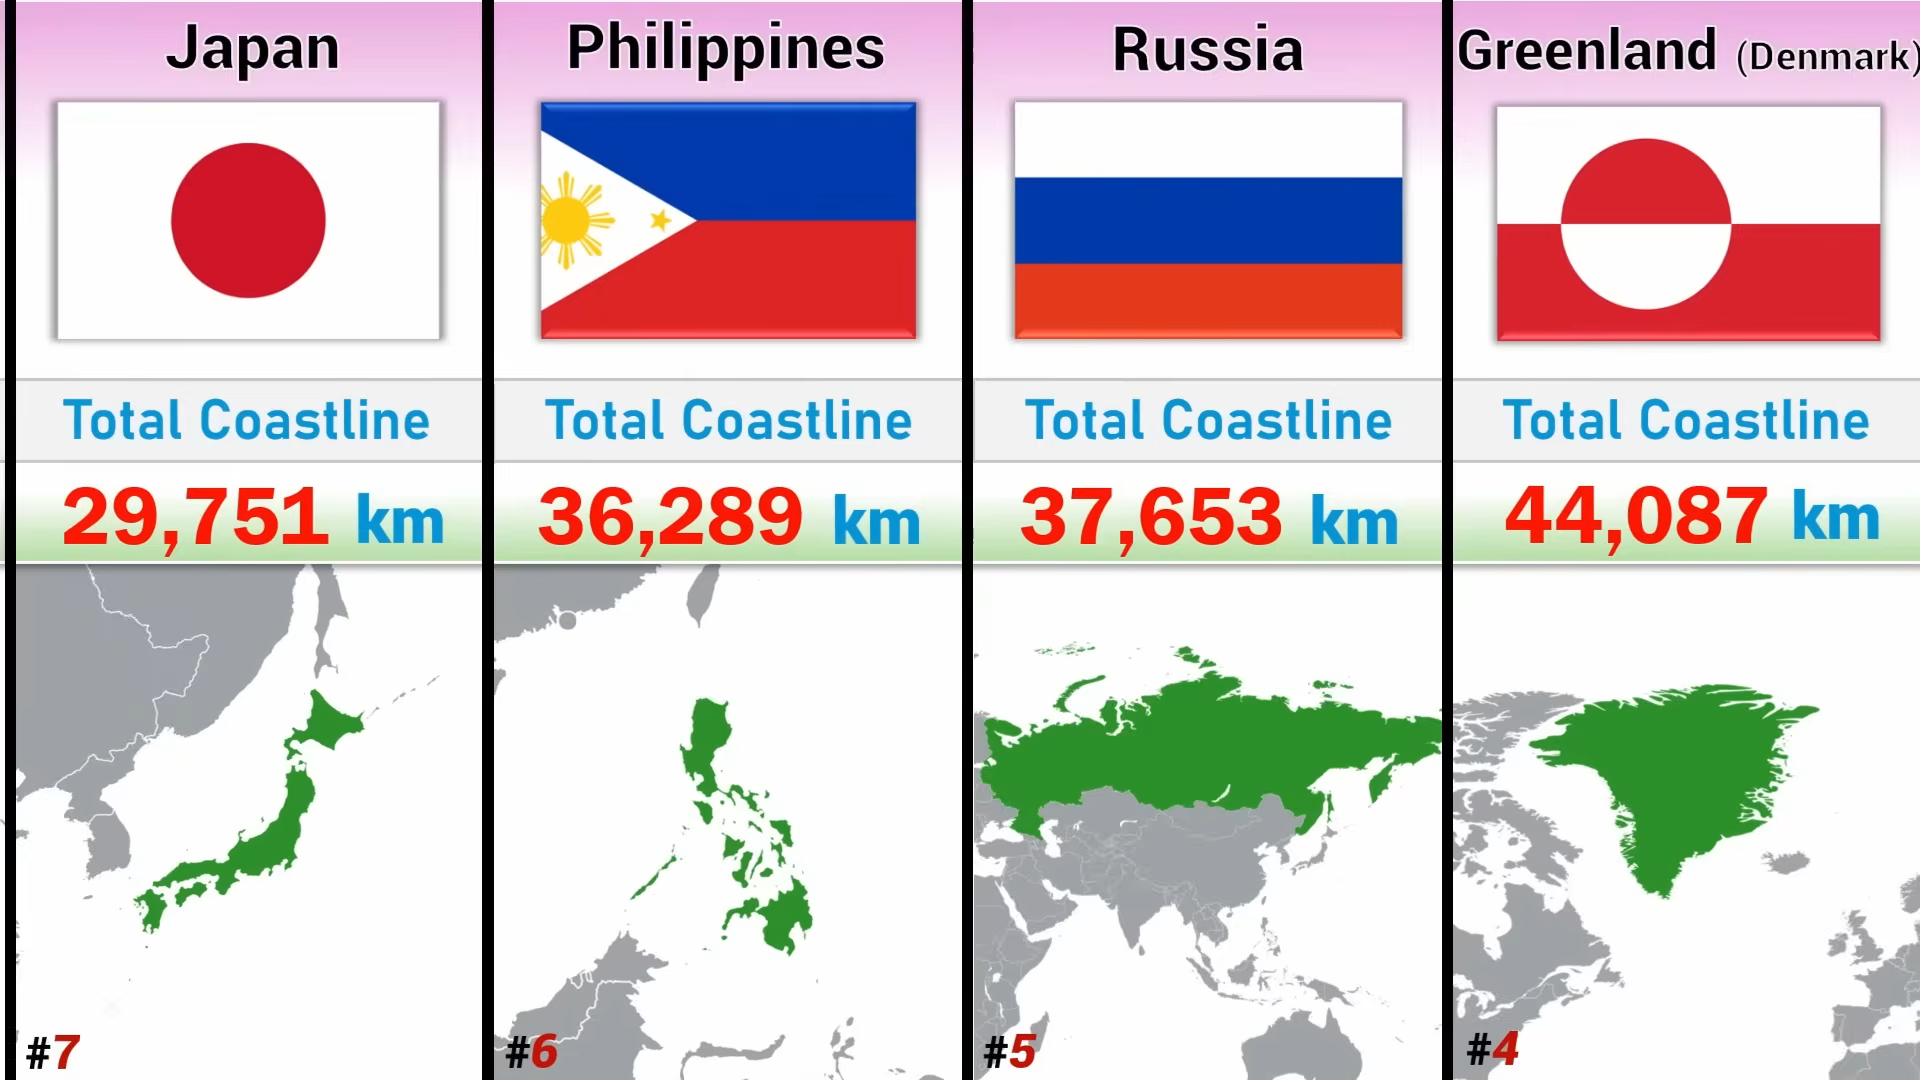 Japan
Total Coastline
29,751 km
#7
Philippines
Total Coastline
36,289 km
#6
Russia
Total Coastline
37,653 km
#5
Greenland (Denmark)
Total Coastline
44,087 km
#4